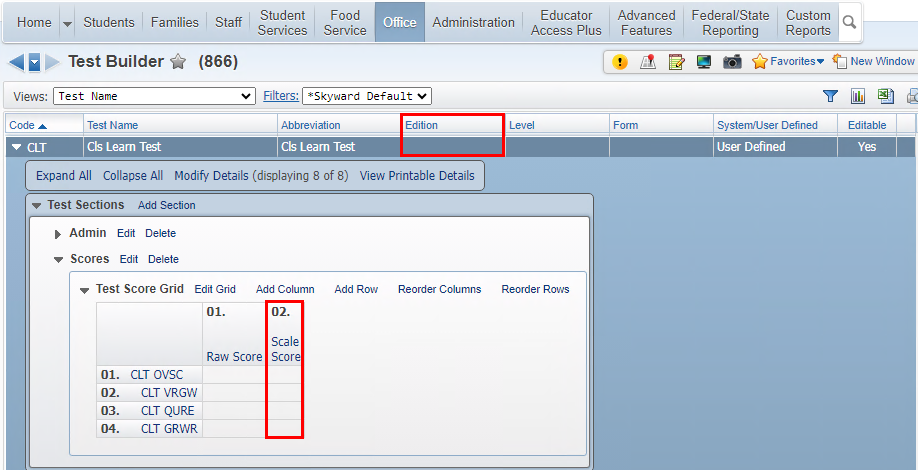 Home Students Families Staff Student Services Food Service Office Administration Educator Access Plus Advanced Features Federal/State Reporting Custom Reports
Test Builder (866) Favorites New Window
Views: Test Name Filters: *Skyward Default
Code Test Name Abbreviation Edition Level Form System/User Defined Editable
CLT Cls Learn Test Cls Learn Test User Defined Yes
Expand All Collapse All Modify Details (displaying 8 of 8) View Printable Details
Test Sections Add Section
Admin Edit Delete
Scores Edit Delete
Test Score Grid Edit Grid Add Column Add Row Reorder Columns Reorder Rows
01. 02.
Raw Score Scale Score
01. CLT OVSC
02. CLT VRGW
03. CLT QURE
04. CLT GRWR